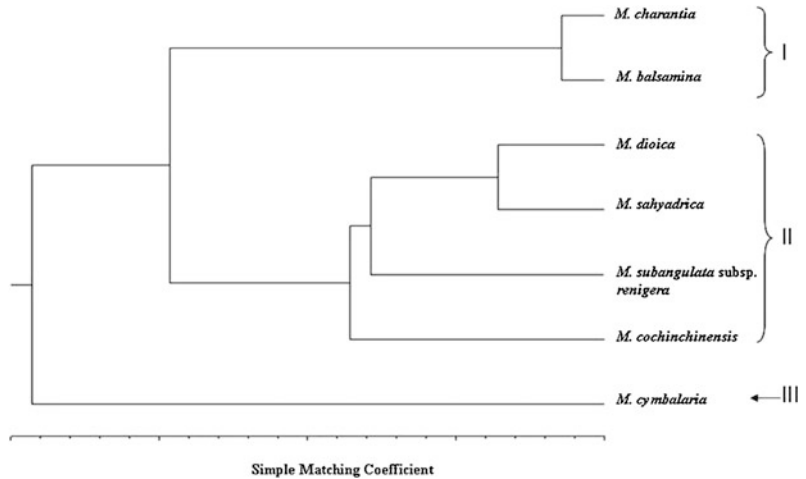 M. charantia
I
M. balsamina
M. dioica
M. sahyadrica
II
M. subangulata subsp.
renigera
M. cochinchinensis
M. cymbalaria
III
Simple Matching Coefficient